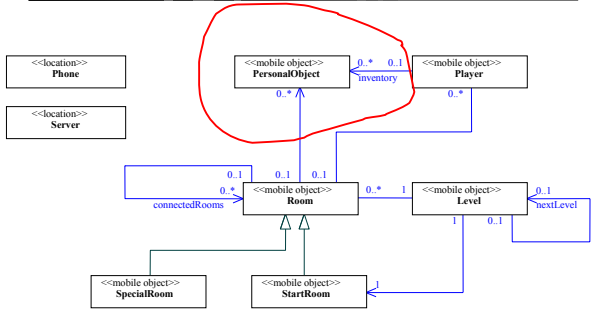 <<location>>
Phone
<<mobile object>>
PersonalObject
0..*
0..1
inventory
<<mobile object>>
Player
<<location>>
Server
0..*
0..*
0..1
0..*
connectedRooms
0..1
0..1
<<mobile object>>
Room
0..*
1
<<mobile object>>
Level
0..1
nextLevel
1
0..1
<<mobile object>>
SpecialRoom
<<mobile object>>
StartRoom
1